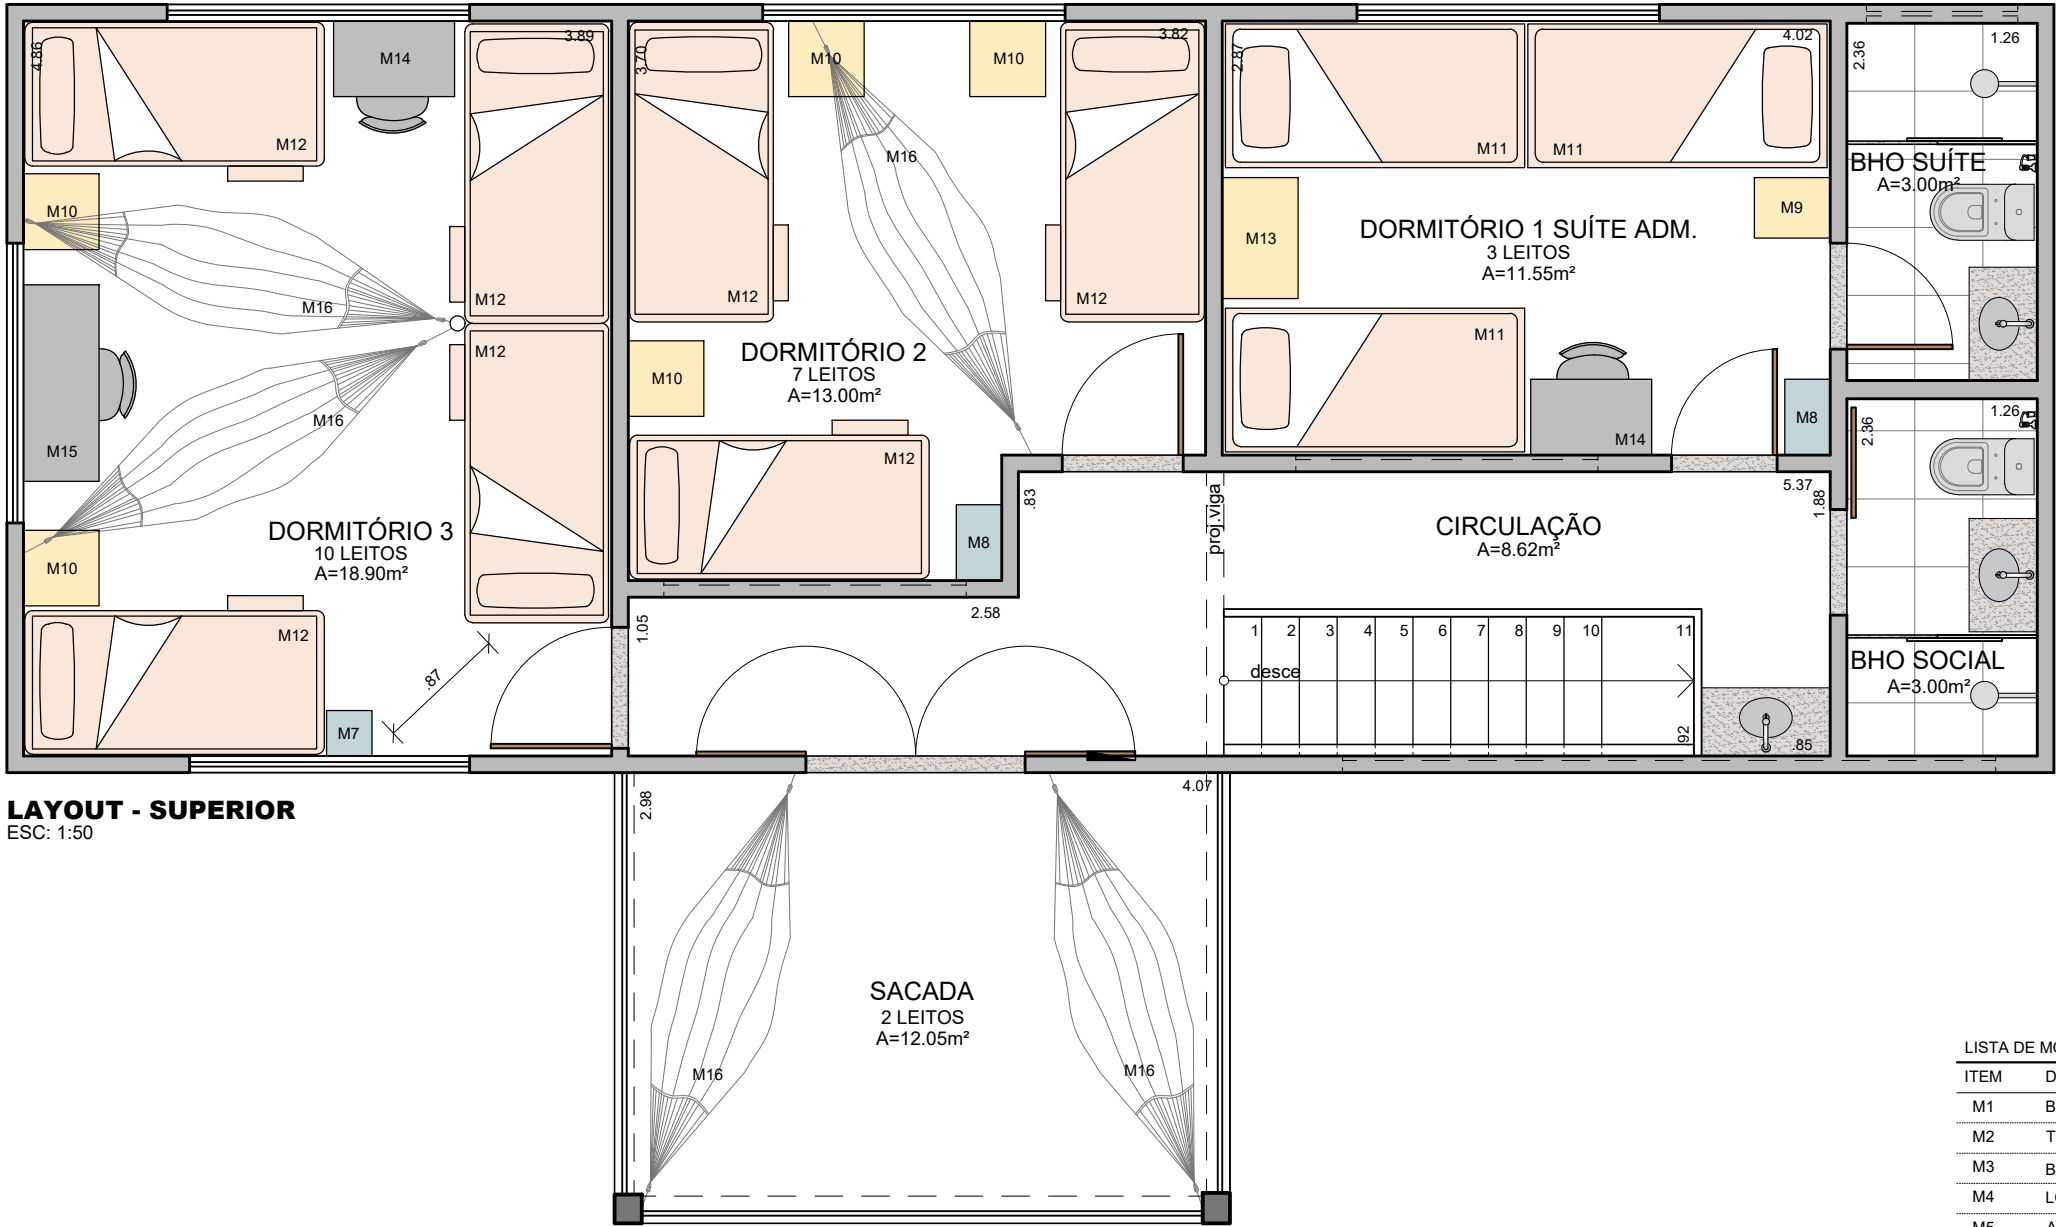 4.86
M12
M14
3.89
M12
M10
M16
M12
M16
M15
DORMITÓRIO 3
10 LEITOS
A=18.90m²
M10
M12
.87
M7
3.70
M12
M10
M10
3.82
M16
M12
M10
DORMITÓRIO 2
7 LEITOS
A=13.00m²
M12
M8
.83
2.58
1.05
2.87
M11
M11
4.02
M13
DORMITÓRIO 1 SUÍTE ADM.
3 LEITOS
A=11.55m²
M9
M11
M14
M8
2.36
1.26
BHO SUÍTE
A=3.00m²
1.26
2.36
BHO SOCIAL
A=3.00m²
proj.viga
5.37
1.88
CIRCULAÇÃO
A=8.62m²
1 2 3 4 5 6 7 8 9 10 11
desce
.92
.85
2.98
4.07
SACADA
2 LEITOS
A=12.05m²
M16
M16
LAYOUT - SUPERIOR
ESC: 1:50
LISTA DE MO
ITEM D
M1 B
M2 T
M3 B
M4 LO
M5 A